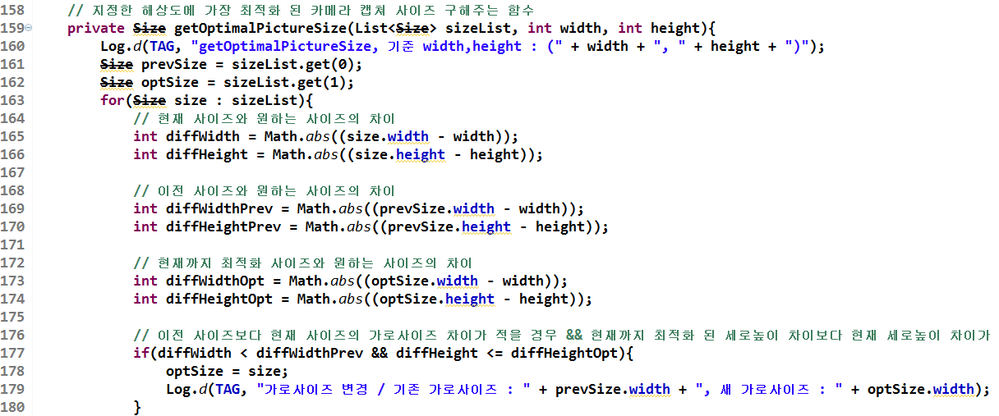 158 // 지정한 해상도에 가장 최적화 된 카메라 캡쳐 사이즈 구해주는 함수
159 private Size getOptimalPictureSize(List<Size> sizeList, int width, int height){
160 Log.d(TAG, "getOptimalPictureSize, 기준 width,height : (" + width + ", " + height + ")");
161 Size prevSize = sizeList.get(0);
162 Size optSize = sizeList.get(1);
163 for(Size size : sizeList){
164 // 현재 사이즈와 원하는 사이즈의 차이
165 int diffWidth = Math.abs((size.width - width));
166 int diffHeight = Math.abs((size.height - height));
167
168 // 이전 사이즈와 원하는 사이즈의 차이
169 int diffWidthPrev = Math.abs((prevSize.width - width));
170 int diffHeightPrev = Math.abs((prevSize.height - height));
171
172 // 현재까지 최적화 사이즈와 원하는 사이즈의 차이
173 int diffWidthOpt = Math.abs((optSize.width - width));
174 int diffHeightOpt = Math.abs((optSize.height - height));
175
176 // 이전 사이즈보다 현재 사이즈의 가로사이즈 차이가 적을 경우 && 현재까지 최적화 된 세로높이 차이보다 현재 세로높이 차이가
177 if(diffWidth < diffWidthPrev && diffHeight <= diffHeightOpt){
178 optSize = size;
179 Log.d(TAG, "가로사이즈 변경 / 기존 가로사이즈 : " + prevSize.width + ", 새 가로사이즈 : " + optSize.width);
180 }